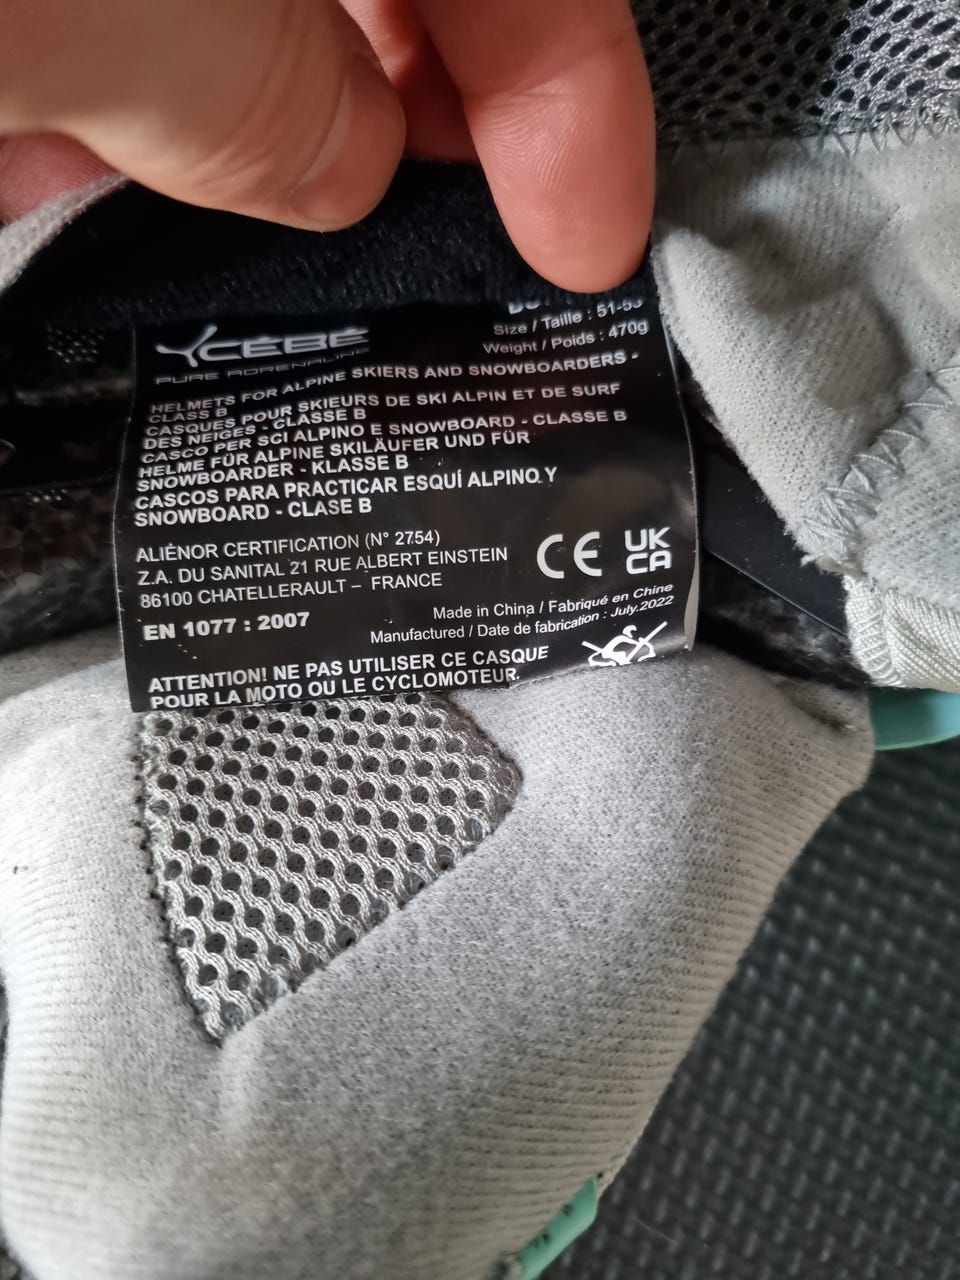 CÉBÉ
PURE ADRENALINE
Size / Taille : 51-53
Weight / Poids : 470g
HELMETS FOR ALPINE SKIERS AND SNOWBOARDERS -
CLASS B
CASQUES POUR SKIEURS DE SKI ALPIN ET DE SURF
DES NEIGES - CLASSE B
CASCO PER SCI ALPINO E SNOWBOARD - CLASSE B
HELME FÜR ALPINE SKILÄUFER UND FÜR
SNOWBOARDER - KLASSE B
CASCOS PARA PRACTICAR ESQUÍ ALPINO Y
SNOWBOARD - CLASE B
ALIÉNOR CERTIFICATION (N° 2754)
Z.A. DU SANITAL 21 RUE ALBERT EINSTEIN
86100 CHATELLERAULT – FRANCE
CE UK
CA
EN 1077 : 2007
Made in China / Fabriqué en Chine
Manufactured / Date de fabrication : July.2022
ATTENTION! NE PAS UTILISER CE CASQUE
POUR LA MOTO OU LE CYCLOMOTEUR.